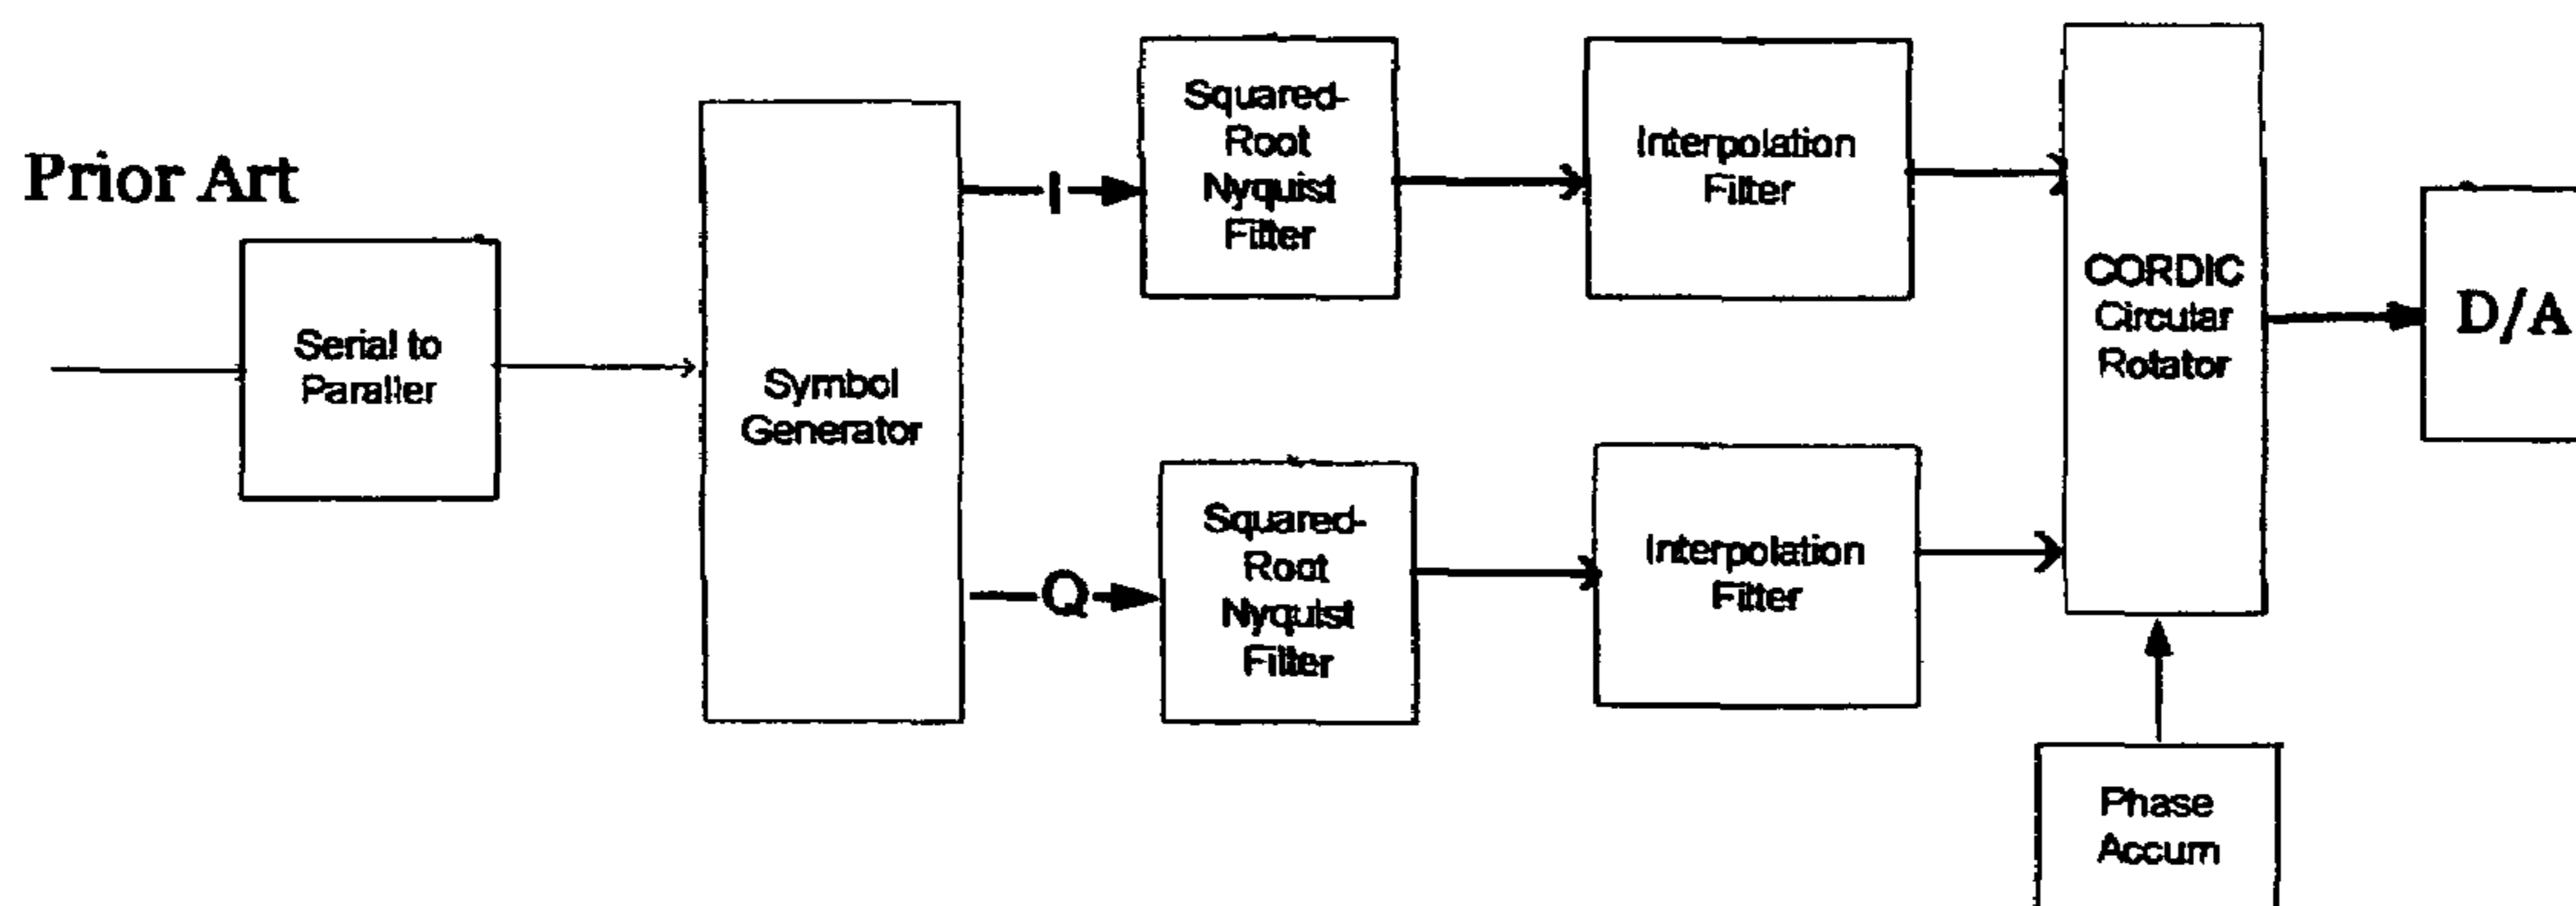 Prior Art
Serial to
Paraller
Symbol
Generator
I
Q
Squared-
Root
Nyquist
Filter
Squared-
Root
Nyquist
Filter
Interpolation
Filter
Interpolation
Filter
CORDIC
Circular
Rotator
D/A
Phase
Accum